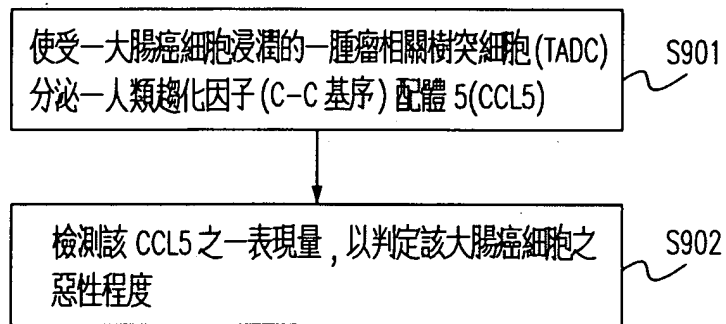 使受一大腸癌細胞浸潤的一腫瘤相關樹突細胞(TADC)
分泌一人類趨化因子(C-C基序)配體5(CCL5)
S901
檢測該CCL5之一表現量,以判定該大腸癌細胞之
惡性程度
S902